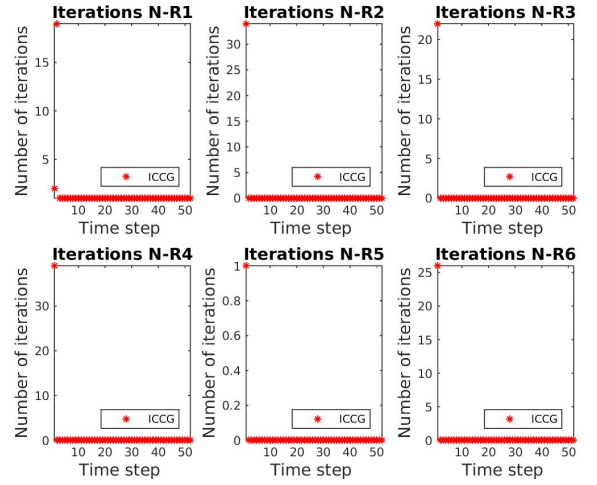 Iterations N-R1
Number of iterations
15
10
5
ICCG
10 20 30 40 50
Time step
Iterations N-R2
Number of iterations
30
25
20
15
10
5
0
ICCG
10 20 30 40 50
Time step
Iterations N-R3
Number of iterations
20
15
10
5
0
ICCG
10 20 30 40 50
Time step
Iterations N-R4
Number of iterations
30
20
10
0
ICCG
10 20 30 40 50
Time step
Iterations N-R5
Number of iterations
1
0.8
0.6
0.4
0.2
0
ICCG
10 20 30 40 50
Time step
Iterations N-R6
Number of iterations
25
20
15
10
5
0
ICCG
10 20 30 40 50
Time step